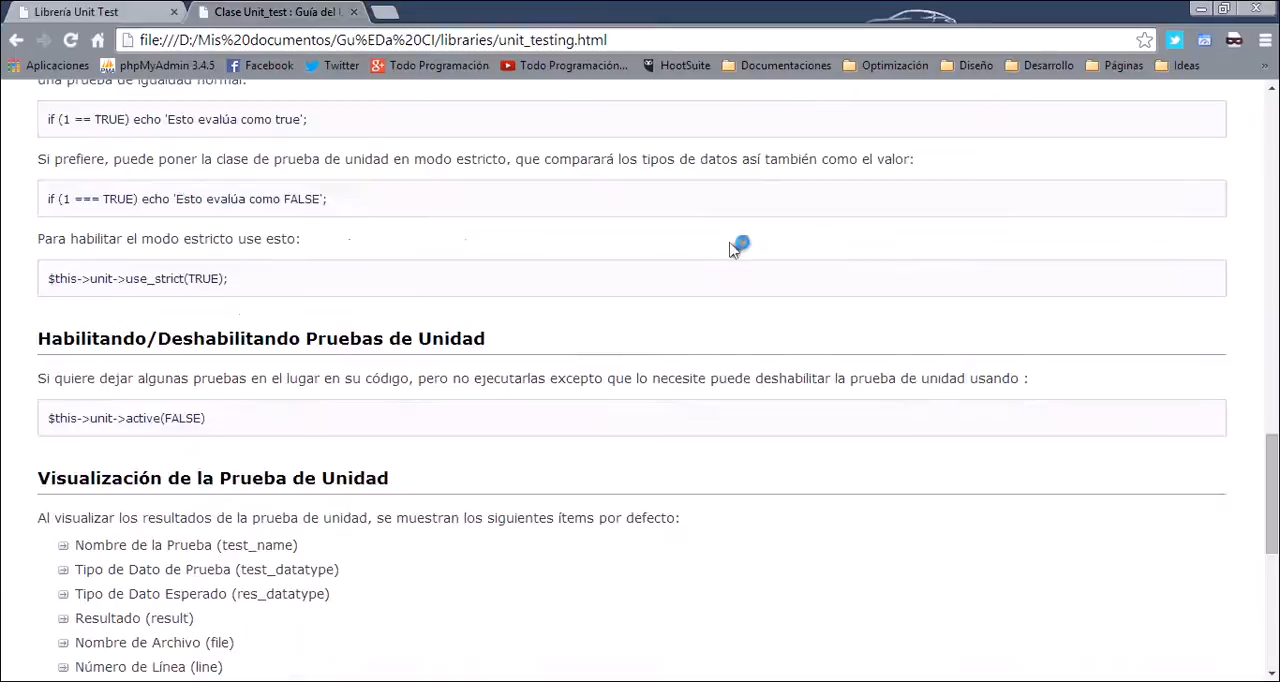 Librería Unit Test
Clase Unit_test : Guía del U
file:///D:/Mis%20documentos/Gu%EDa%20CI/libraries/unit_testing.html
Aplicaciones phpMyAdmin 3.4.5 Facebook Twitter Todo Programación Todo Programación... HootSuite Documentaciones Optimización Diseño Desarrollo Páginas Ideas »
una prueba de igualdad normal:
if (1 == TRUE) echo 'Esto evalúa como true';
Si prefiere, puede poner la clase de prueba de unidad en modo estricto, que comparará los tipos de datos así también como el valor:
if (1 === TRUE) echo 'Esto evalúa como FALSE';
Para habilitar el modo estricto use esto:
$this->unit->use_strict(TRUE);
Habilitando/Deshabilitando Pruebas de Unidad
Si quiere dejar algunas pruebas en el lugar en su código, pero no ejecutarlas excepto que lo necesite puede deshabilitar la prueba de unidad usando :
$this->unit->active(FALSE)
Visualización de la Prueba de Unidad
Al visualizar los resultados de la prueba de unidad, se muestran los siguientes ítems por defecto:
Nombre de la Prueba (test_name)
Tipo de Dato de Prueba (test_datatype)
Tipo de Dato Esperado (res_datatype)
Resultado (result)
Nombre de Archivo (file)
Número de Línea (line)